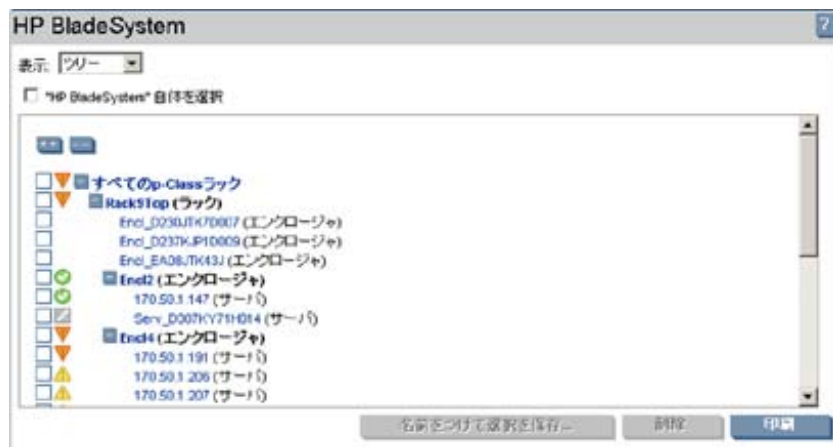 HP BladeSystem
?
表示: ツリー
"HP BladeSystem" 自体を選択
すべてのp-Classラック
Rack9Top (ラック)
Encl_D230JTK7D007 (エンクロージャ)
Encl_D237KJP1D009 (エンクロージャ)
Encl_EA08JTK43J (エンクロージャ)
Encl2 (エンクロージャ)
170.50.1.147 (サーバ)
Serv_D007KY71H014 (サーバ)
Encl4 (エンクロージャ)
170.50.1.191 (サーバ)
170.50.1.206 (サーバ)
170.50.1.207 (サーバ)
名前をつけて選択を保存... 削除 印刷